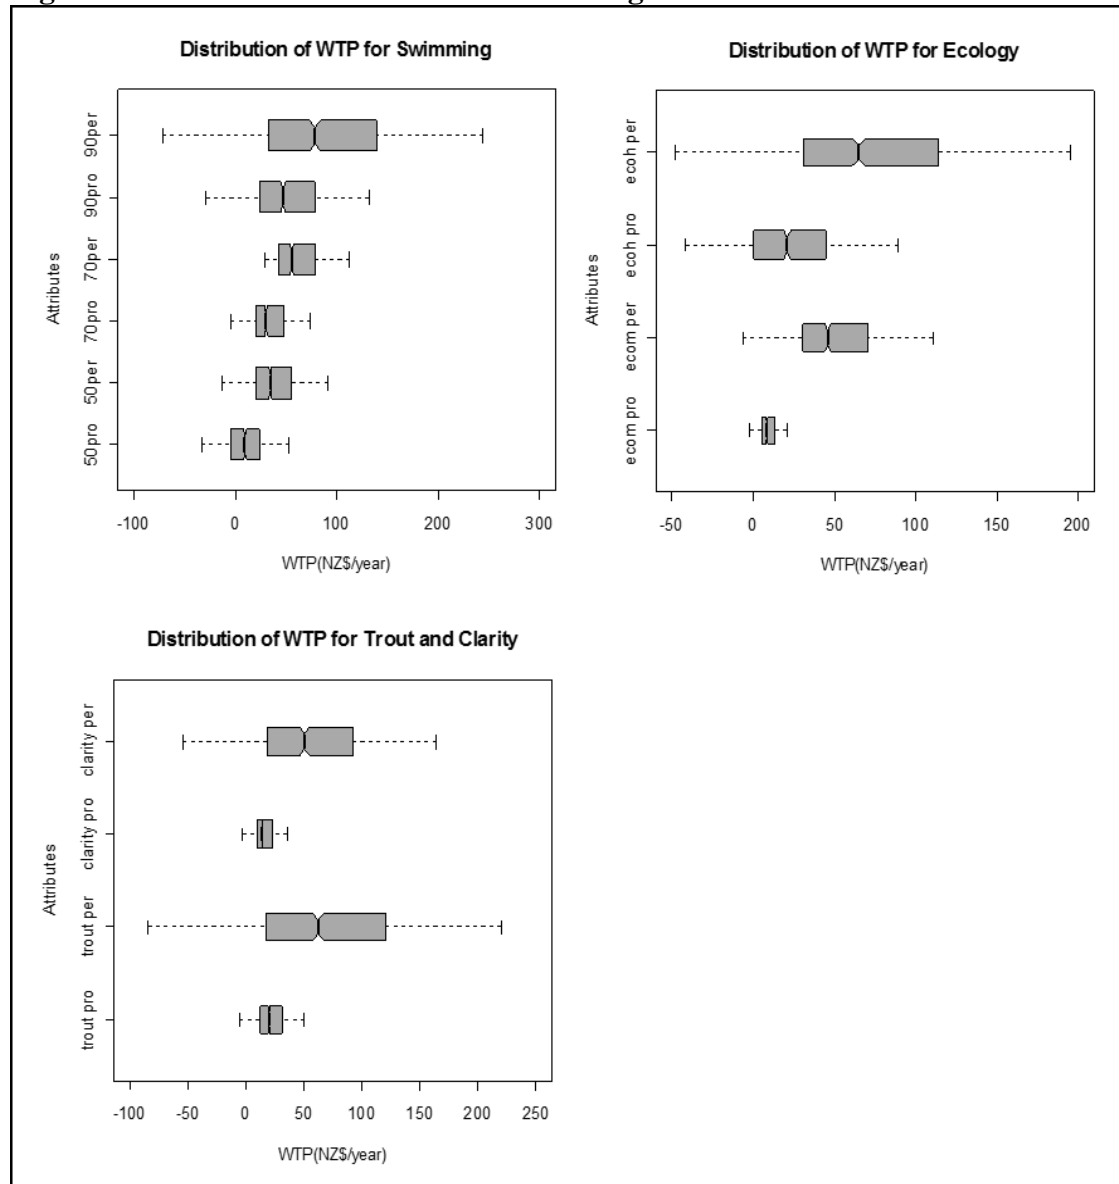 Distribution of WTP for Swimming
Attributes
90per
90pro
70per
70pro
50per
50pro
-100 0 100 200 300
WTP(NZ$/year)
Distribution of WTP for Ecology
Attributes
ecoh per
ecoh pro
ecom per
ecom pro
-50 0 50 100 150 200
WTP(NZ$/year)
Distribution of WTP for Trout and Clarity
Attributes
clarity per
clarity pro
trout per
trout pro
-100 -50 0 50 100 150 200 250
WTP(NZ$/year)